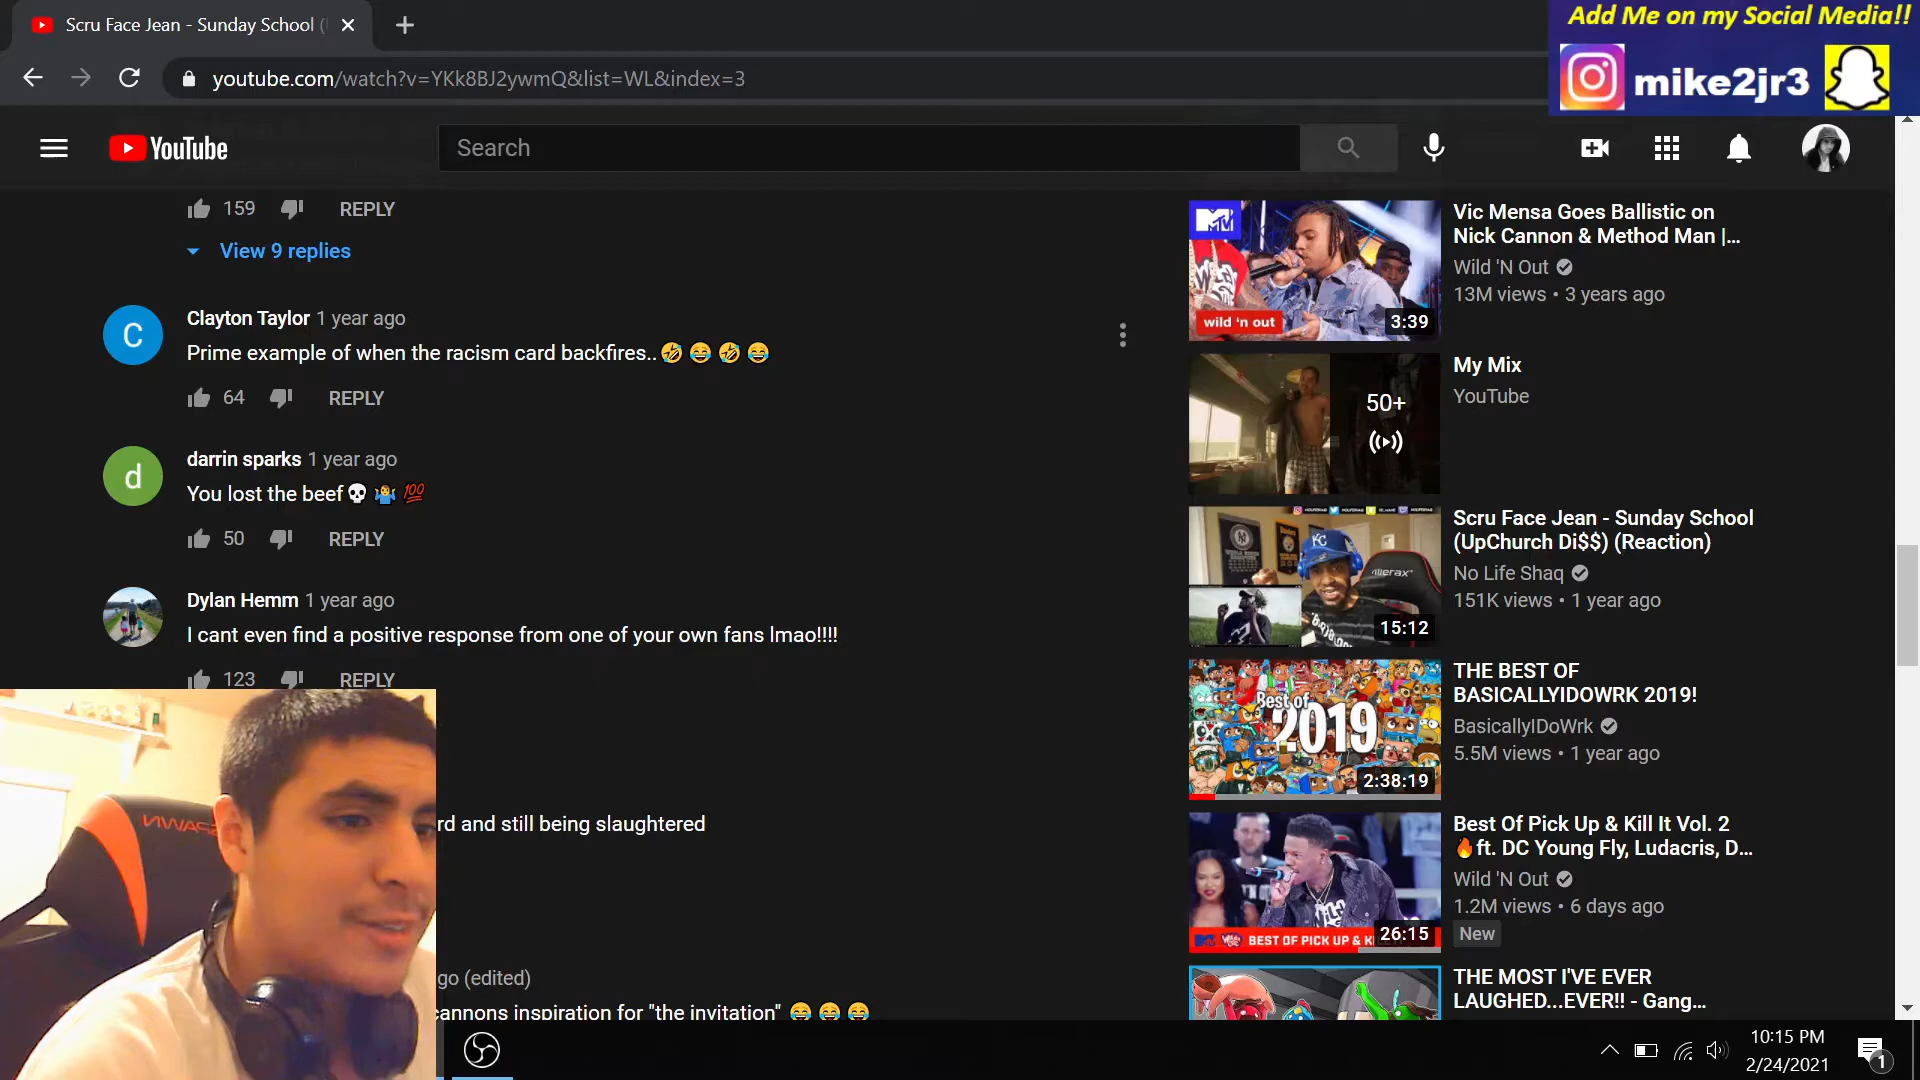 Scru Face Jean - Sunday School (
Add Me on my Social Media!!
mike2jr3
youtube.com/watch?v=YKk8BJ2ywmQ&list=WL&index=3
YouTube
Search
159 REPLY
View 9 replies
C
Clayton Taylor 1 year ago
Prime example of when the racism card backfires..🤣😂🤣😂
64 REPLY
d
darrin sparks 1 year ago
You lost the beef💀🤷‍♂️💯
50 REPLY
Dylan Hemm 1 year ago
I cant even find a positive response from one of your own fans lmao!!!!
123 REPLY
rd and still being slaughtered
go (edited)
cannons inspiration for "the invitation" 😂😂😂
Vic Mensa Goes Ballistic on
Nick Cannon & Method Man |...
Wild 'N Out
13M views • 3 years ago
MTV
wild 'n out
3:39
My Mix
YouTube
50+
Scru Face Jean - Sunday School
(UpChurch Di$$) (Reaction)
No Life Shaq
151K views • 1 year ago
KC
15:12
THE BEST OF
BASICALLYIDOWRK 2019!
BasicallyIDoWrk
5.5M views • 1 year ago
Best of
2019
2:38:19
Best Of Pick Up & Kill It Vol. 2
🔥ft. DC Young Fly, Ludacris, D...
Wild 'N Out
1.2M views • 6 days ago
New
BEST OF PICK UP & K
26:15
THE MOST I'VE EVER
LAUGHED...EVER!! - Gang...
10:15 PM
2/24/2021
1